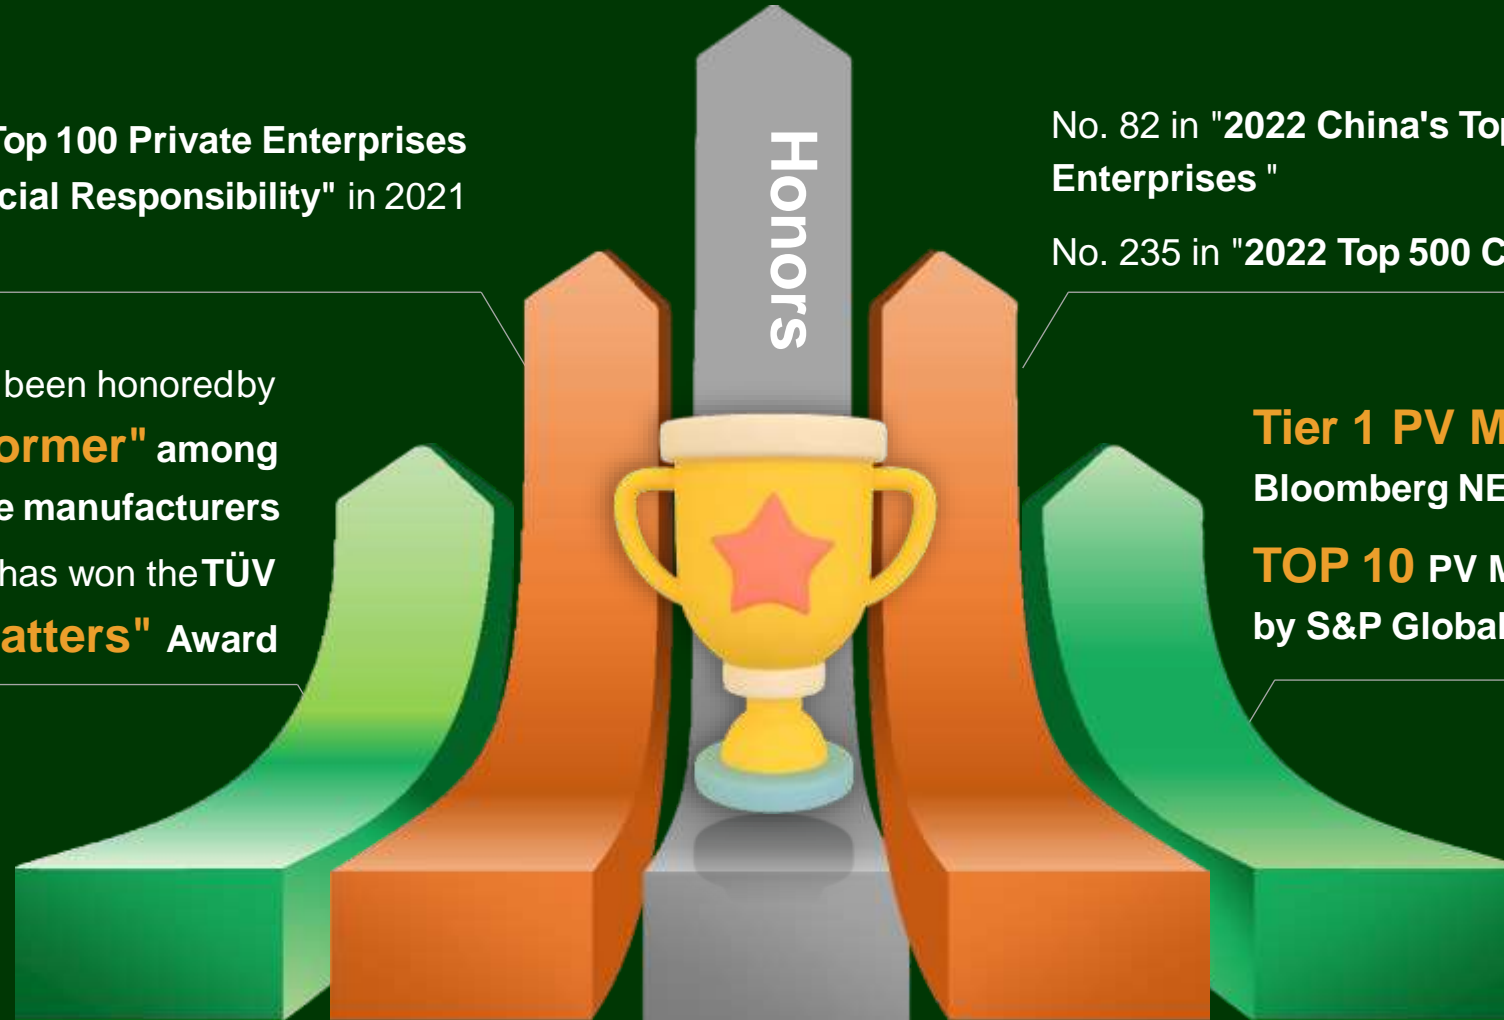 Top 100 Private Enterprises
cial Responsibility" in 2021
been honoredby
ormer" among
e manufacturers
has won the TÜV
atters" Award
Honors
No. 82 in "2022 China's Top
Enterprises "
No. 235 in "2022 Top 500 C
Tier 1 PV M
Bloomberg NE
TOP 10 PV M
by S&P Global